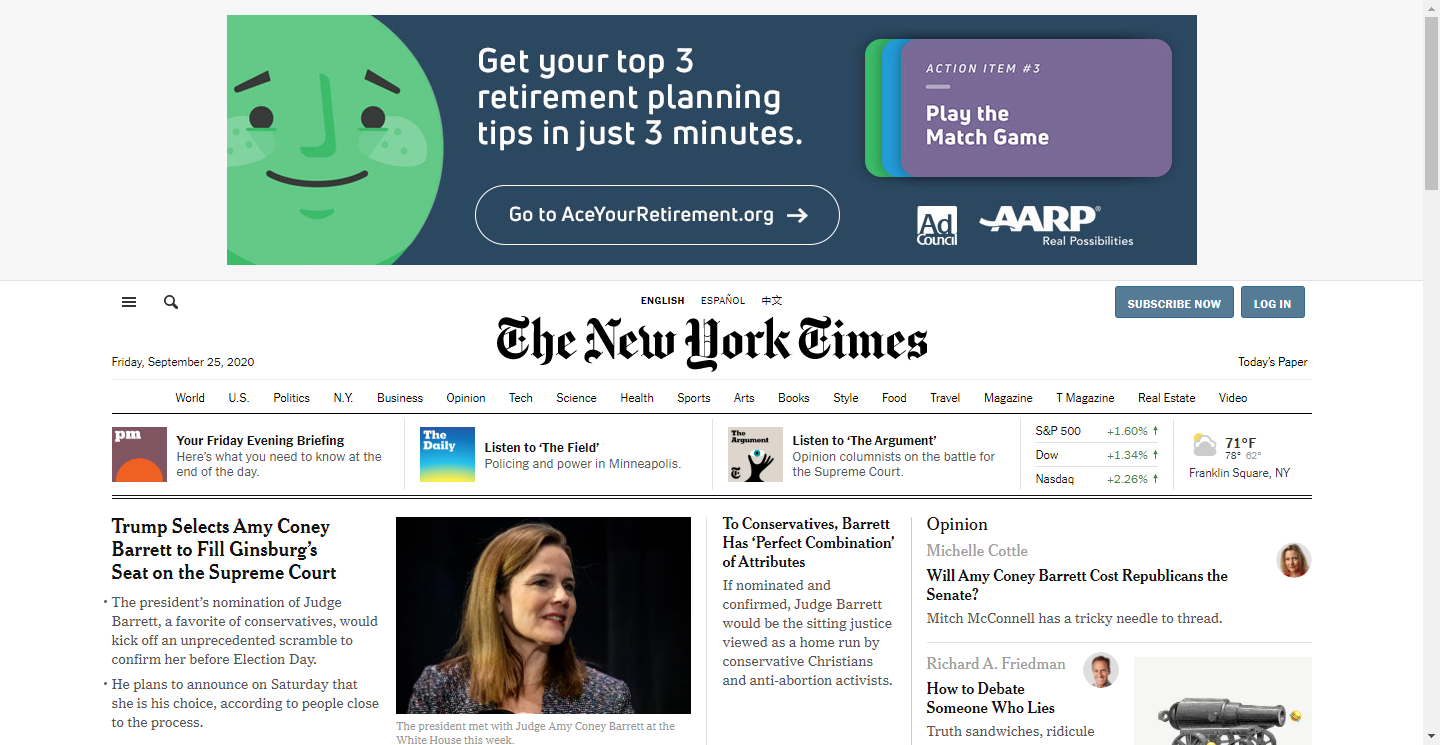 Get your top 3
retirement planning
tips in just 3 minutes.
Go to AceYourRetirement.org →
ACTION ITEM #3
Play the
Match Game
Ad
Council
AARP®
Real Possibilities
ENGLISH ESPAÑOL 中文
SUBSCRIBE NOW LOG IN
The New York Times
Friday, September 25, 2020
Today's Paper
World U.S. Politics N.Y. Business Opinion Tech Science Health Sports Arts Books Style Food Travel Magazine T Magazine Real Estate Video
pm
Your Friday Evening Briefing
Here's what you need to know at the
end of the day.
The
Daily
Listen to ‘The Field’
Policing and power in Minneapolis.
The
Argument
Listen to ‘The Argument’
Opinion columnists on the battle for
the Supreme Court.
S&P 500 +1.60% ↑
Dow +1.34% ↑
Nasdaq +2.26% ↑
71°F
78° 62°
Franklin Square, NY
Trump Selects Amy Coney
Barrett to Fill Ginsburg’s
Seat on the Supreme Court
• The president’s nomination of Judge
Barrett, a favorite of conservatives, would
kick off an unprecedented scramble to
confirm her before Election Day.
• He plans to announce on Saturday that
she is his choice, according to people close
to the process.
The president met with Judge Amy Coney Barrett at the
White House this week.
To Conservatives, Barrett
Has ‘Perfect Combination’
of Attributes
If nominated and
confirmed, Judge Barrett
would be the sitting justice
viewed as a home run by
conservative Christians
and anti-abortion activists.
Opinion
Michelle Cottle
Will Amy Coney Barrett Cost Republicans the
Senate?
Mitch McConnell has a tricky needle to thread.
Richard A. Friedman
How to Debate
Someone Who Lies
Truth sandwiches, ridicule